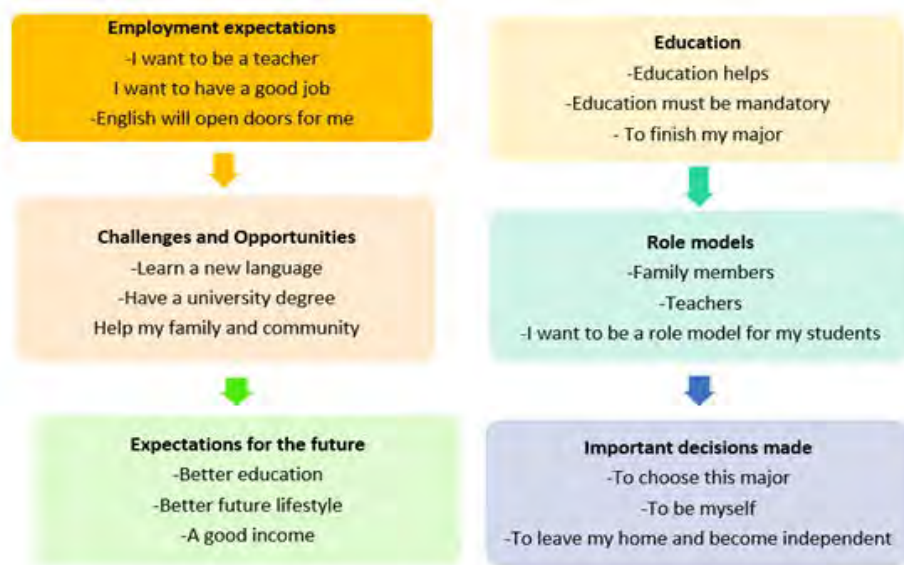 Employment expectations
-I want to be a teacher
I want to have a good job
-English will open doors for me
Challenges and Opportunities
-Learn a new language
-Have a university degree
Help my family and community
Expectations for the future
-Better education
-Better future lifestyle
-A good income
Education
-Education helps
-Education must be mandatory
- To finish my major
Role models
-Family members
-Teachers
-I want to be a role model for my students
Important decisions made
-To choose this major
-To be myself
-To leave my home and become independent